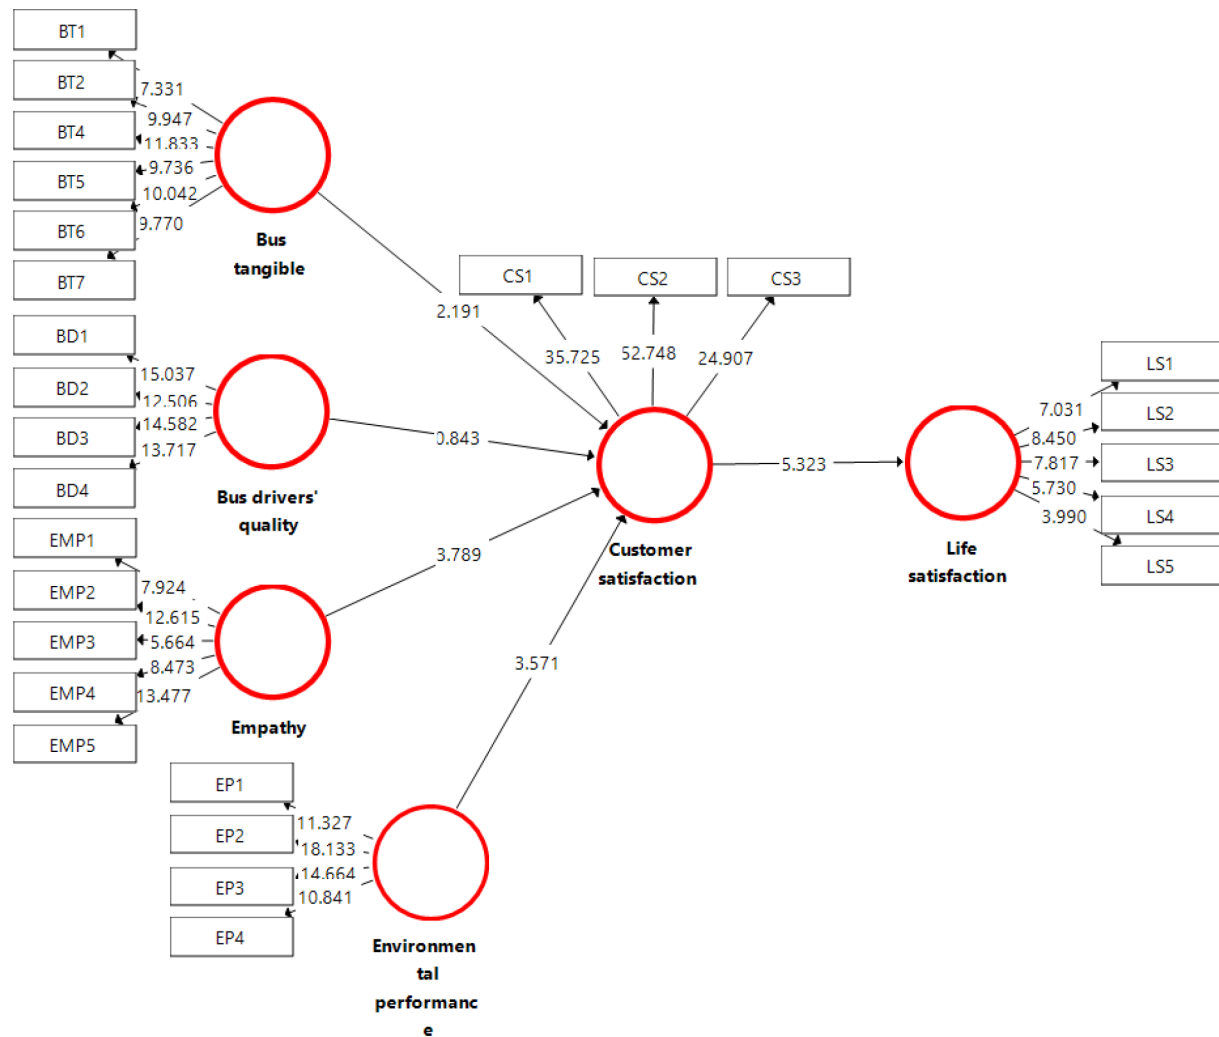 BT1
BT2
BT4
BT5
BT6
BT7
7.331
9.947
11.833
9.736
10.042
9.770
Bus
tangible
BD1
BD2
BD3
BD4
15.037
12.506
14.582
13.717
Bus drivers'
quality
EMP1
EMP2
EMP3
EMP4
EMP5
7.924
12.615
5.664
8.473
13.477
Empathy
EP1
EP2
EP3
EP4
11.327
18.133
14.664
10.841
Environmen
tal
performanc
e
2.191
0.843
3.789
3.571
CS1
CS2
CS3
35.725
52.748
24.907
Customer
satisfaction
5.323
Life
satisfaction
7.031
8.450
7.817
5.730
3.990
LS1
LS2
LS3
LS4
LS5